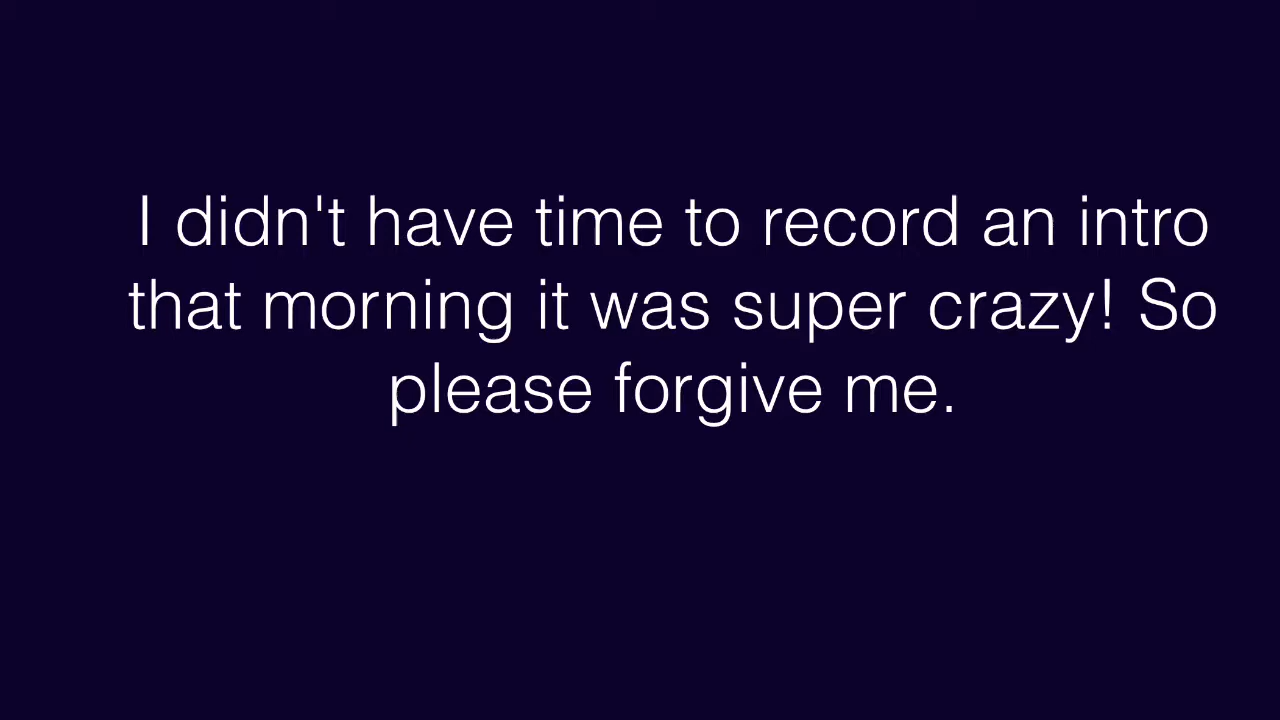 I didn't have time to record an intro
that morning it was super crazy! So
please forgive me.